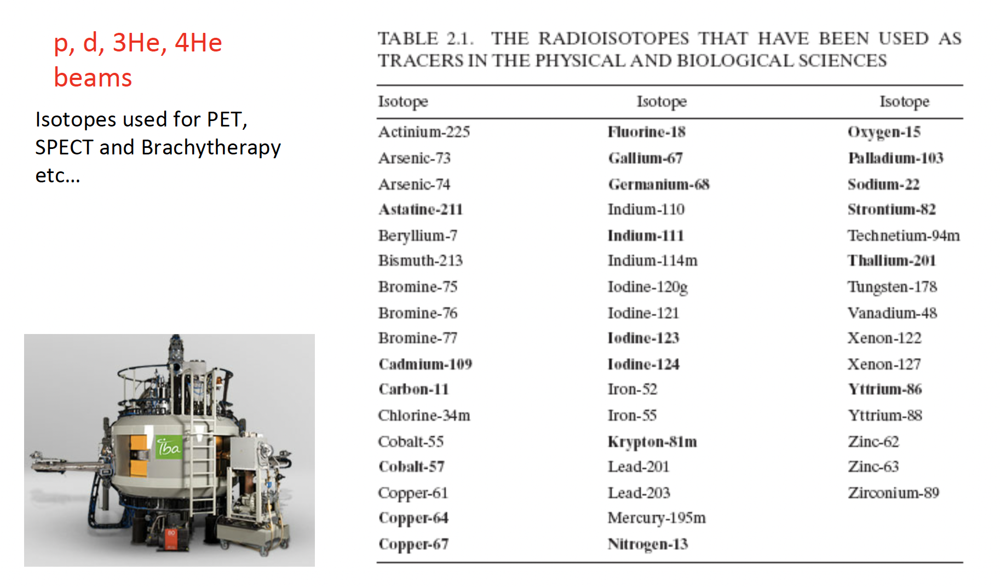 p, d, 3He, 4He
beams
Isotopes used for PET,
SPECT and Brachytherapy
etc...
iba
80
TABLE 2.1. THE RADIOISOTOPES THAT HAVE BEEN USED AS
TRACERS IN THE PHYSICAL AND BIOLOGICAL SCIENCES
Isotope Isotope Isotope
Actinium-225 Fluorine-18 Oxygen-15
Arsenic-73 Gallium-67 Palladium-103
Arsenic-74 Germanium-68 Sodium-22
Astatine-211 Indium-110 Strontium-82
Beryllium-7 Indium-111 Technetium-94m
Bismuth-213 Indium-114m Thallium-201
Bromine-75 Iodine-120g Tungsten-178
Bromine-76 Iodine-121 Vanadium-48
Bromine-77 Iodine-123 Xenon-122
Cadmium-109 Iodine-124 Xenon-127
Carbon-11 Iron-52 Yttrium-86
Chlorine-34m Iron-55 Yttrium-88
Cobalt-55 Krypton-81m Zinc-62
Cobalt-57 Lead-201 Zinc-63
Copper-61 Lead-203 Zirconium-89
Copper-64 Mercury-195m
Copper-67 Nitrogen-13